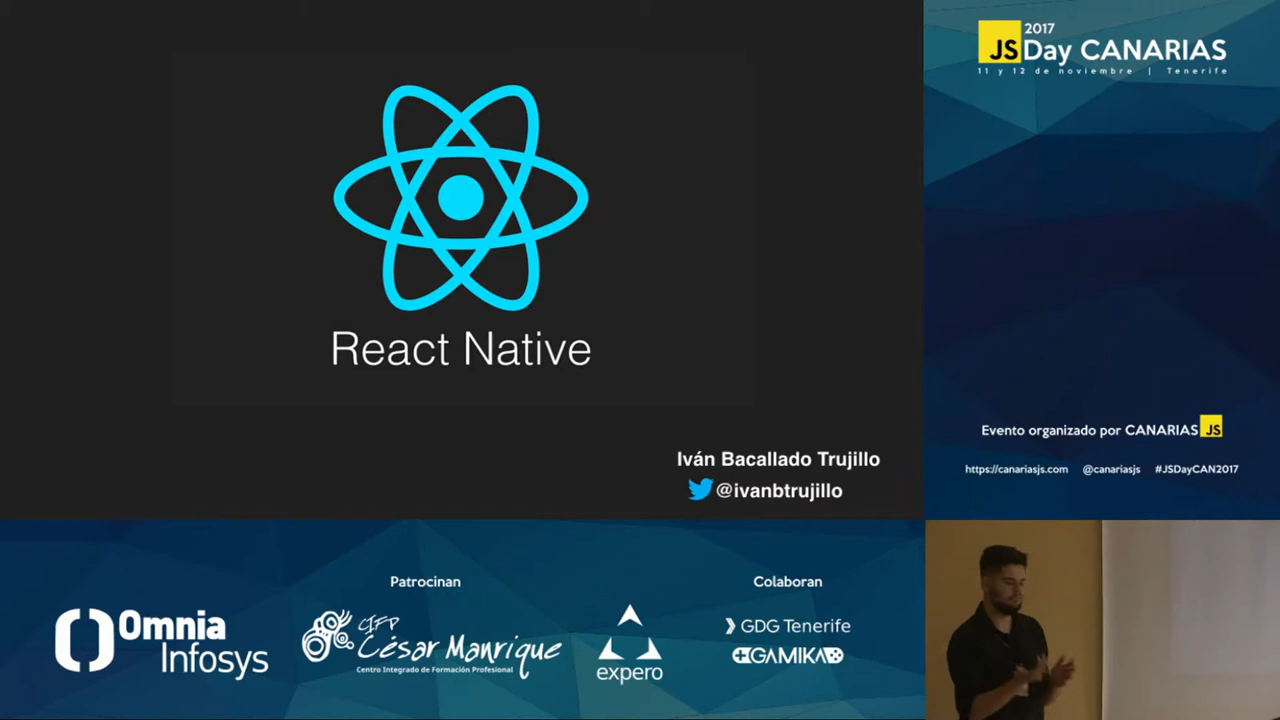 React Native
Iván Bacallado Trujillo
@ivanbtrujillo
2017
JSDay CANARIAS
11 y 12 de noviembre | Tenerife
Evento organizado por CANARIAS JS
https://canariasjs.com @canariasjs #JSDayCAN2017
Patrocinan
Omnia
Infosys
CIFP
César Manrique
Centro Integrado de Formación Profesional
expero
Colaboran
GDG Tenerife
GAMIKA